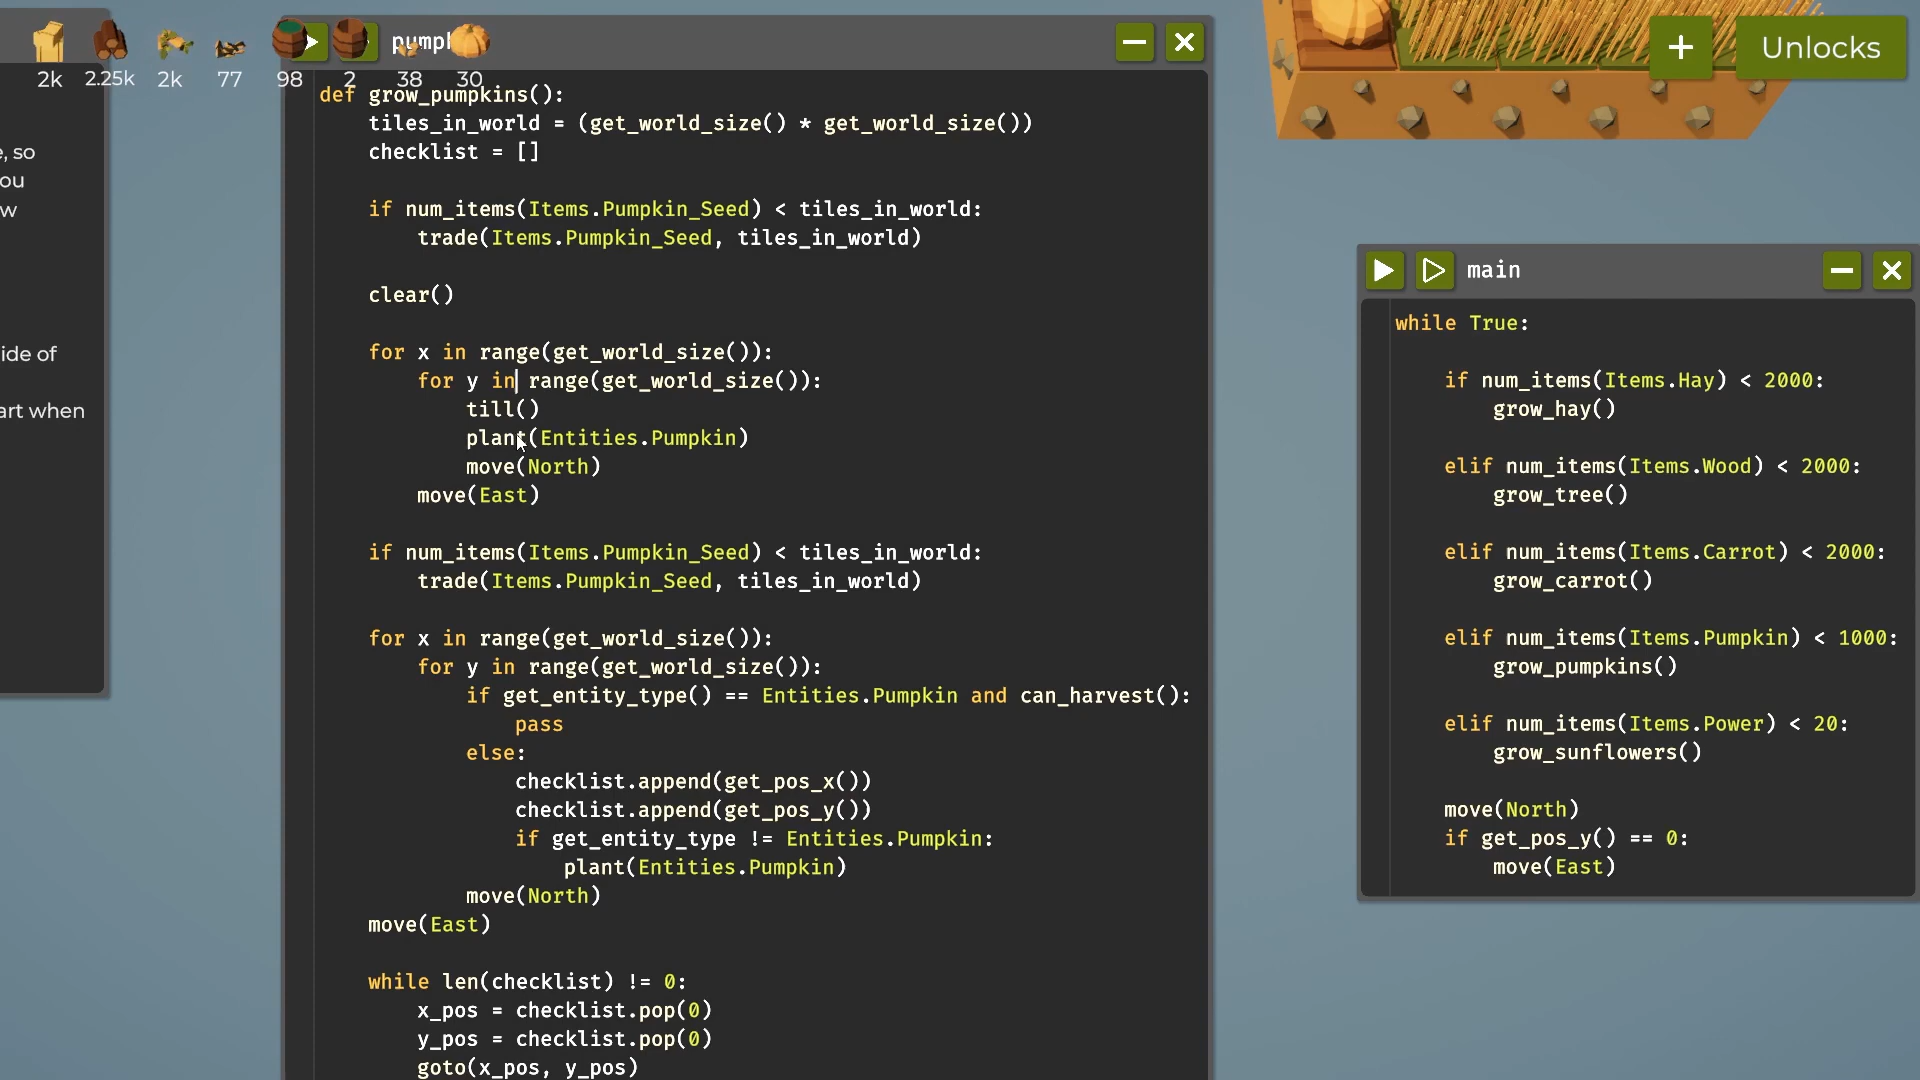 2k
2.25k
2k
77
98
2
38
30
Unlocks
e, so
ou
w
ide of
art when
def grow_pumpkins():
tiles_in_world = (get_world_size() * get_world_size())
checklist = []
if num_items(Items.Pumpkin_Seed) < tiles_in_world:
trade(Items.Pumpkin_Seed, tiles_in_world)
clear()
for x in range(get_world_size()):
for y in range(get_world_size()):
till()
plant(Entities.Pumpkin)
move(North)
move(East)
if num_items(Items.Pumpkin_Seed) < tiles_in_world:
trade(Items.Pumpkin_Seed, tiles_in_world)
for x in range(get_world_size()):
for y in range(get_world_size()):
if get_entity_type() == Entities.Pumpkin and can_harvest():
pass
else:
checklist.append(get_pos_x())
checklist.append(get_pos_y())
if get_entity_type != Entities.Pumpkin:
plant(Entities.Pumpkin)
move(North)
move(East)
while len(checklist) != 0:
x_pos = checklist.pop(0)
y_pos = checklist.pop(0)
goto(x_pos, y_pos)
main
while True:
if num_items(Items.Hay) < 2000:
grow_hay()
elif num_items(Items.Wood) < 2000:
grow_tree()
elif num_items(Items.Carrot) < 2000:
grow_carrot()
elif num_items(Items.Pumpkin) < 1000:
grow_pumpkins()
elif num_items(Items.Power) < 20:
grow_sunflowers()
move(North)
if get_pos_y() == 0:
move(East)